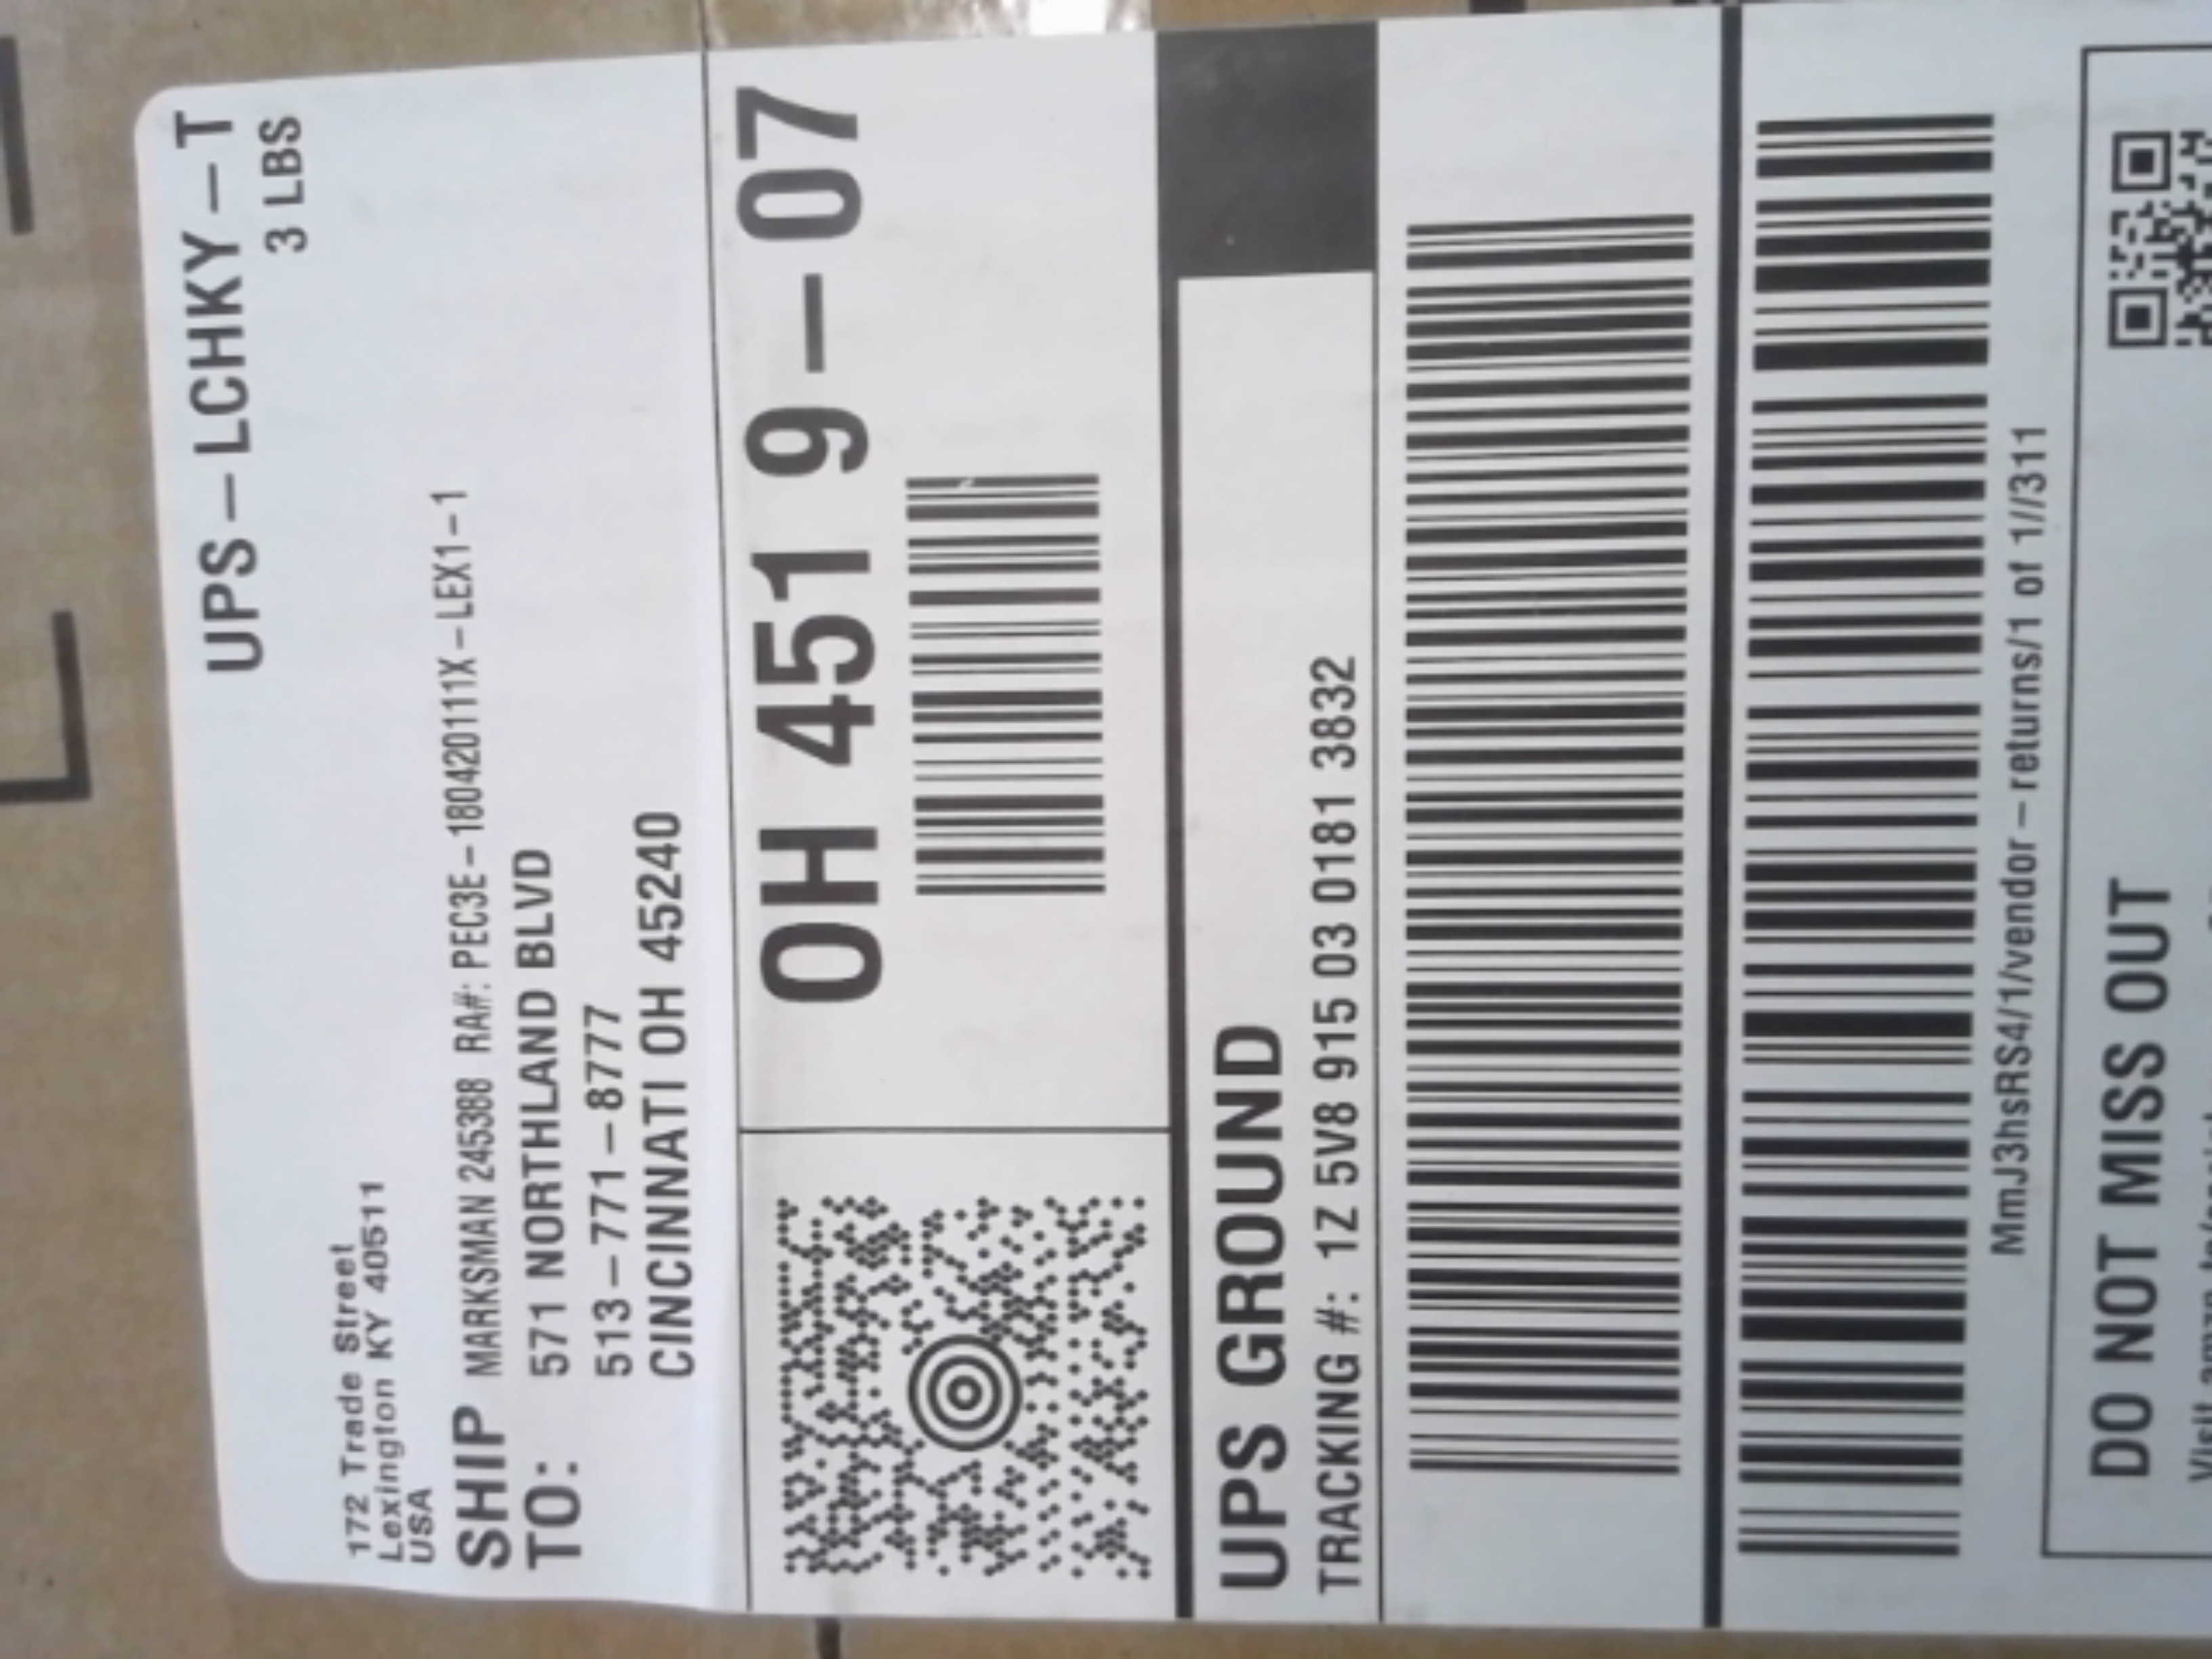 UPS-LCHKY-T
3 LBS
172 Trade Street
Lexington KY 40511
USA
SHIP TO:
MARKSMAN 245388 RA#: PEC3E-180420111X-LEX1-1
571 NORTHLAND BLVD
513-771-8777
CINCINNATI OH 45240
OH 451 9-07
UPS GROUND
TRACKING #: 1Z 5V8 915 03 0181 3832
MmJ3hsRS4/1/vendor-returns/1 of 1//311
DO NOT MISS OUT
Visit